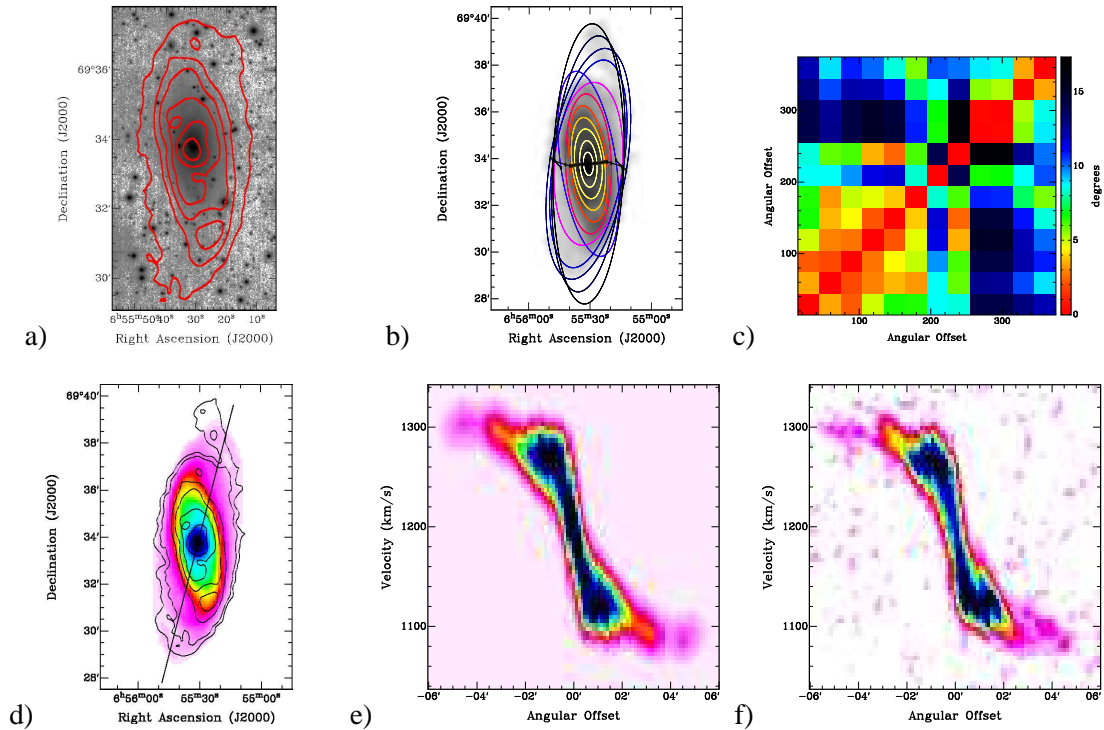 69°36′
34′
32′
30′
Declination (J2000)
6ʰ55ᵐ50ˢ40ˢ 30ˢ 20ˢ 10ˢ
Right Ascension (J2000)
a)
69°40′
38′
36′
34′
32′
30′
28′
Declination (J2000)
6ʰ56ᵐ00ˢ 55ᵐ30ˢ 55ᵐ00ˢ
Right Ascension (J2000)
b)
300
200
100
Angular Offset
100 200 300
Angular Offset
15
10
5
0
degrees
c)
69°40′
38′
36′
34′
32′
30′
28′
Declination (J2000)
6ʰ56ᵐ00ˢ 55ᵐ30ˢ 55ᵐ00ˢ
Right Ascension (J2000)
d)
1300
1200
1100
Velocity (km/s)
−06′ −04′ −02′ 00′ 02′ 04′ 06′
Angular Offset
e)
1300
1200
1100
Velocity (km/s)
−06′ −04′ −02′ 00′ 02′ 04′ 06′
Angular Offset
f)